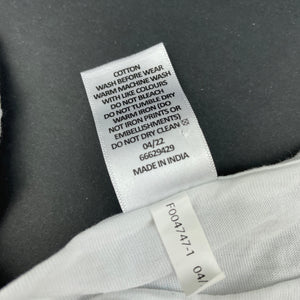 COTTON
WASH BEFORE WEAR
WARM MACHINE WASH
WITH LIKE COLOURS
DO NOT BLEACH
DO NOT TUMBLE DRY
WARM IRON (DO
NOT IRON PRINTS OR
EMBELLISHMENTS)
DO NOT DRY CLEAN
04/22
66629429
MADE IN INDIA
F004747-1
04/